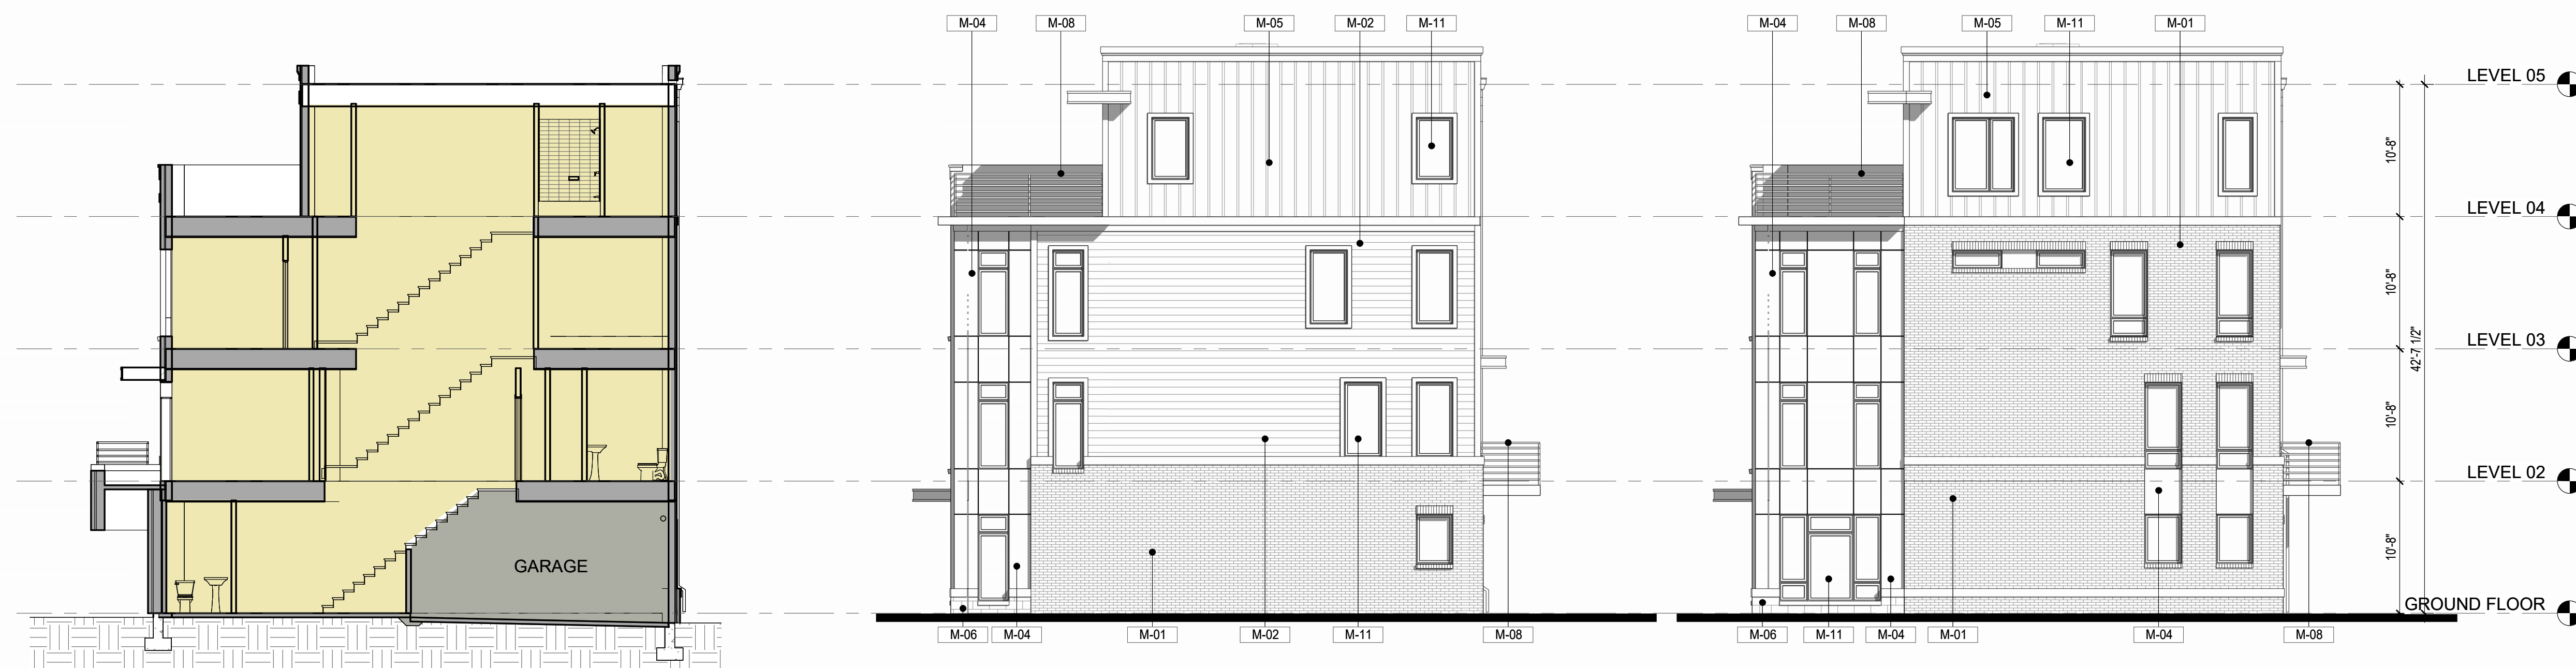 M-04 M-08 M-05 M-02 M-11
M-04 M-08 M-05 M-11 M-01
LEVEL 05
10'-8"
LEVEL 04
10'-8"
42'-7 1/2"
LEVEL 03
10'-8"
LEVEL 02
10'-8"
GARAGE
GROUND FLOOR
M-06 M-04 M-01 M-02 M-11 M-08
M-06 M-11 M-04 M-01 M-04 M-08